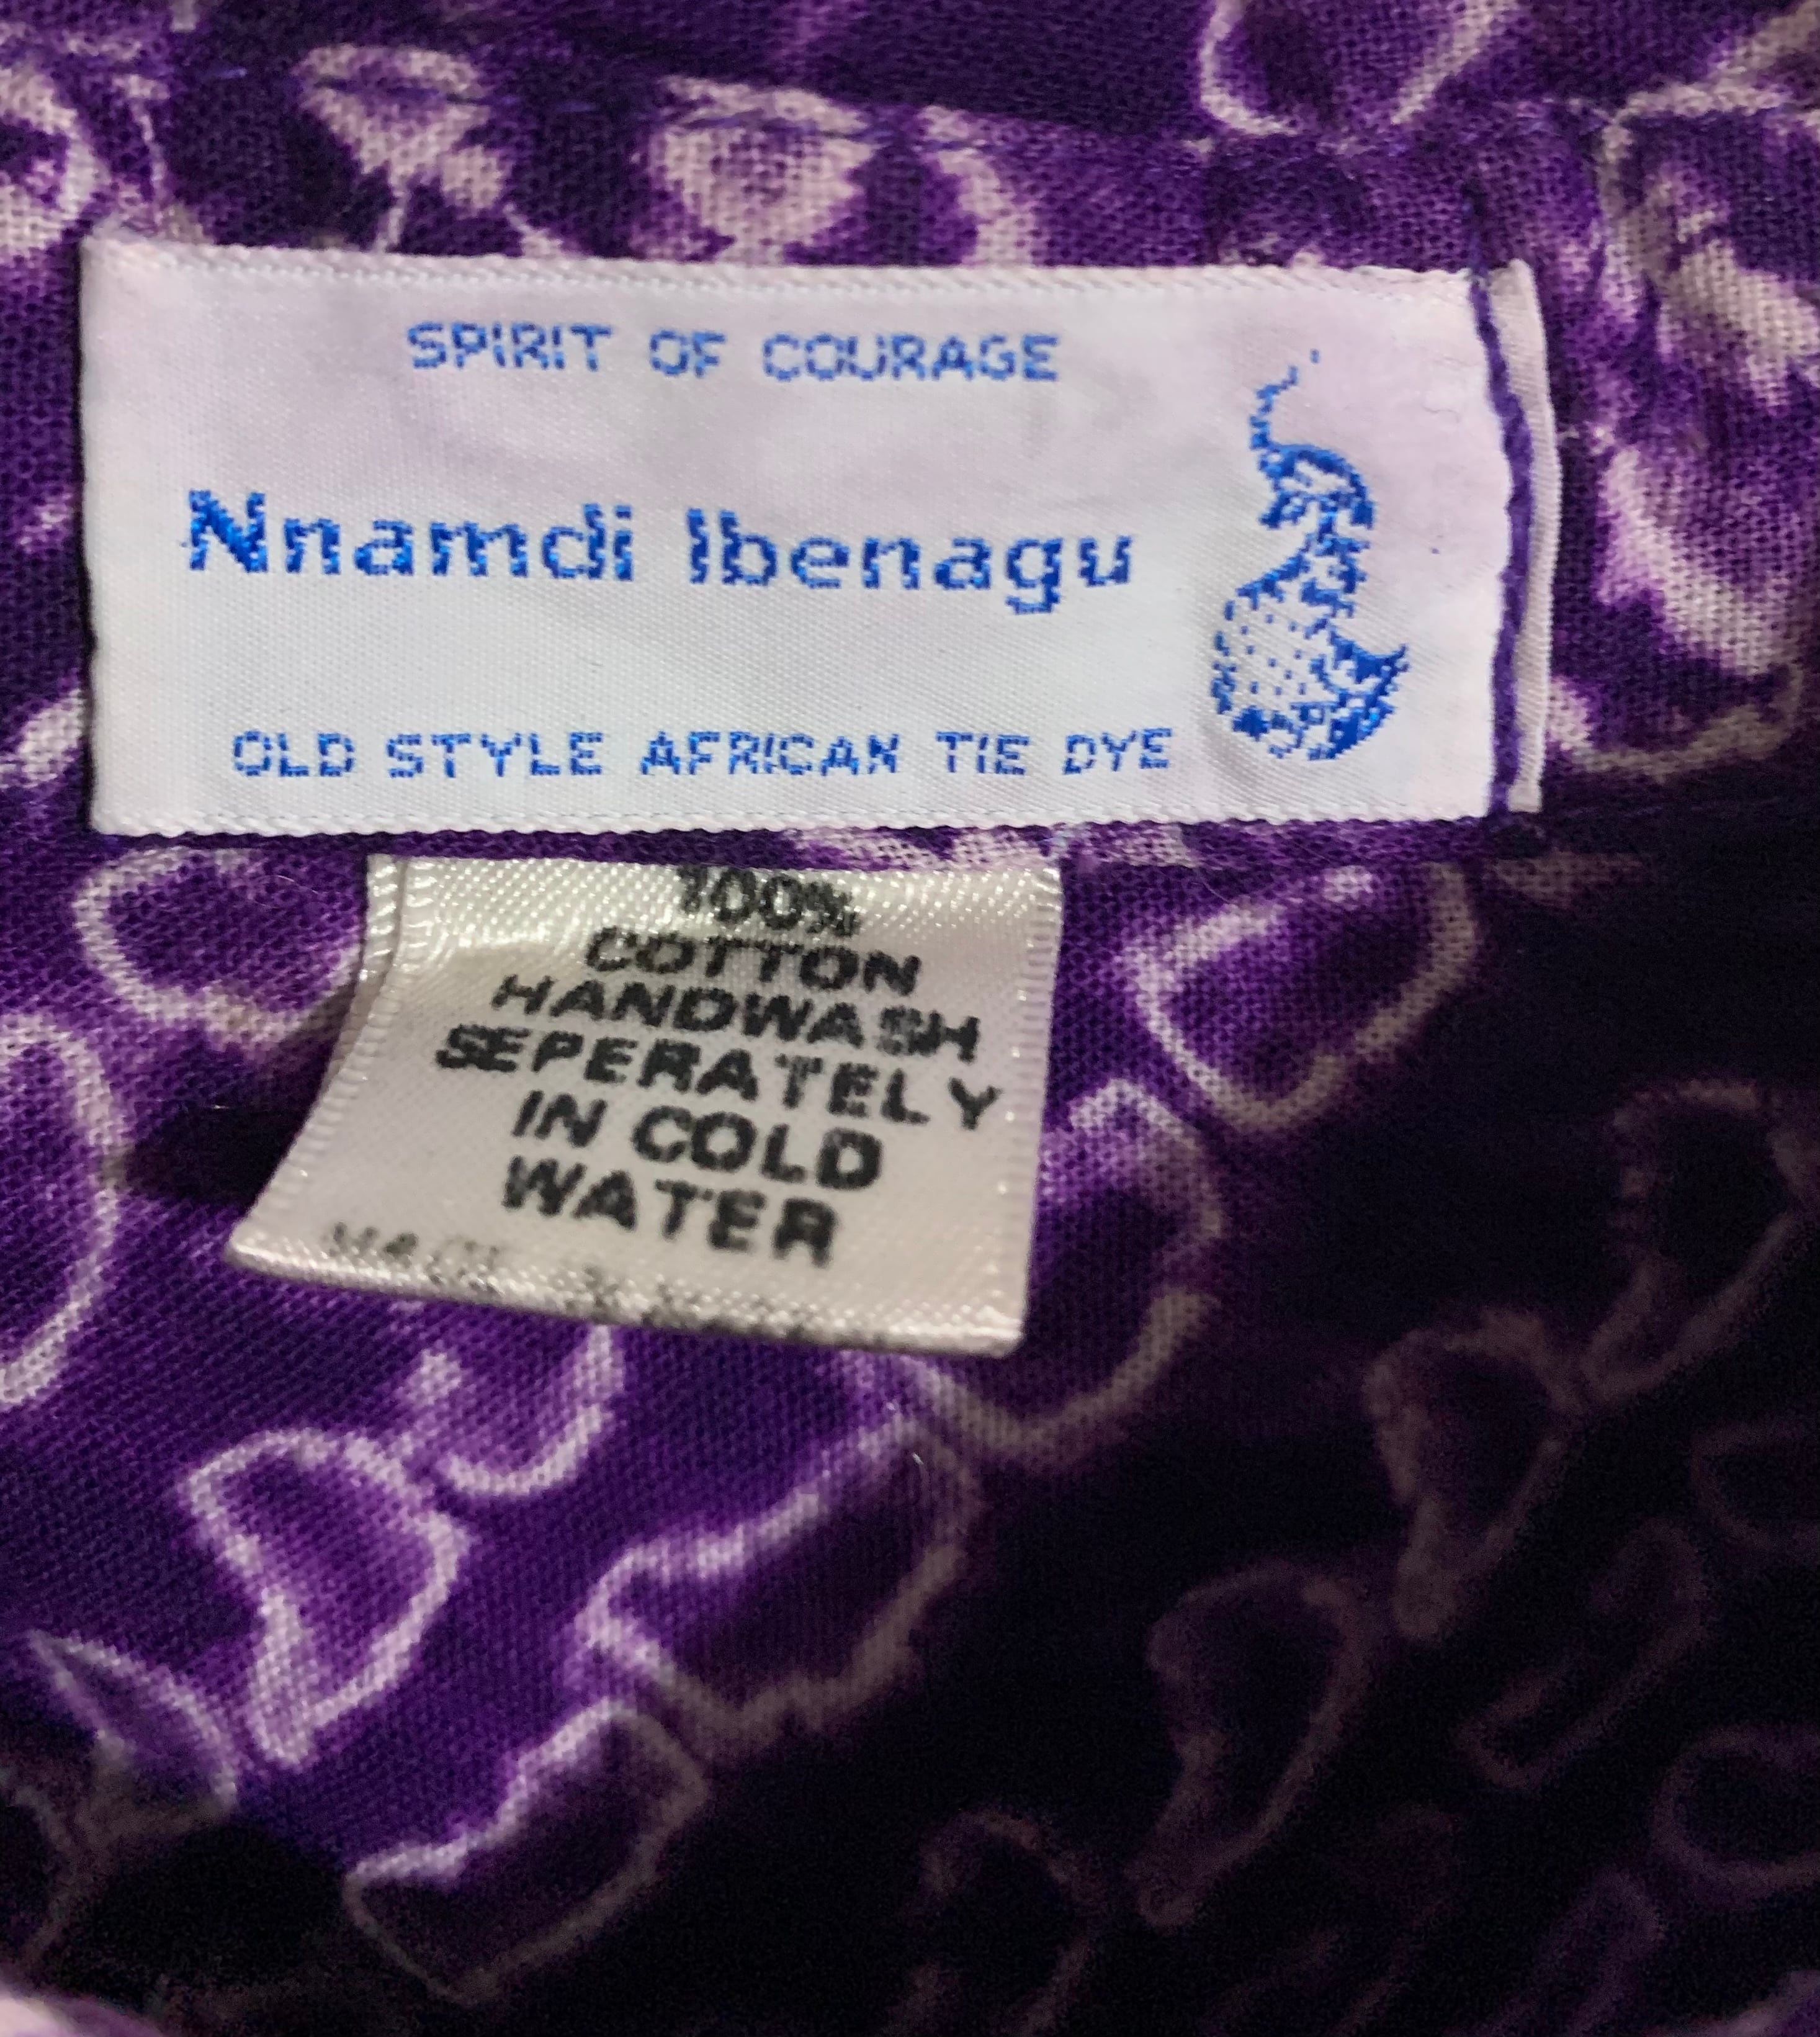 SPIRIT OF COURAGE
Nnamdi Ibenagu
OLD STYLE AFRICAN TIE DYE
100%
COTTON
HANDWASH
SEPERATELY
IN COLD
WATER